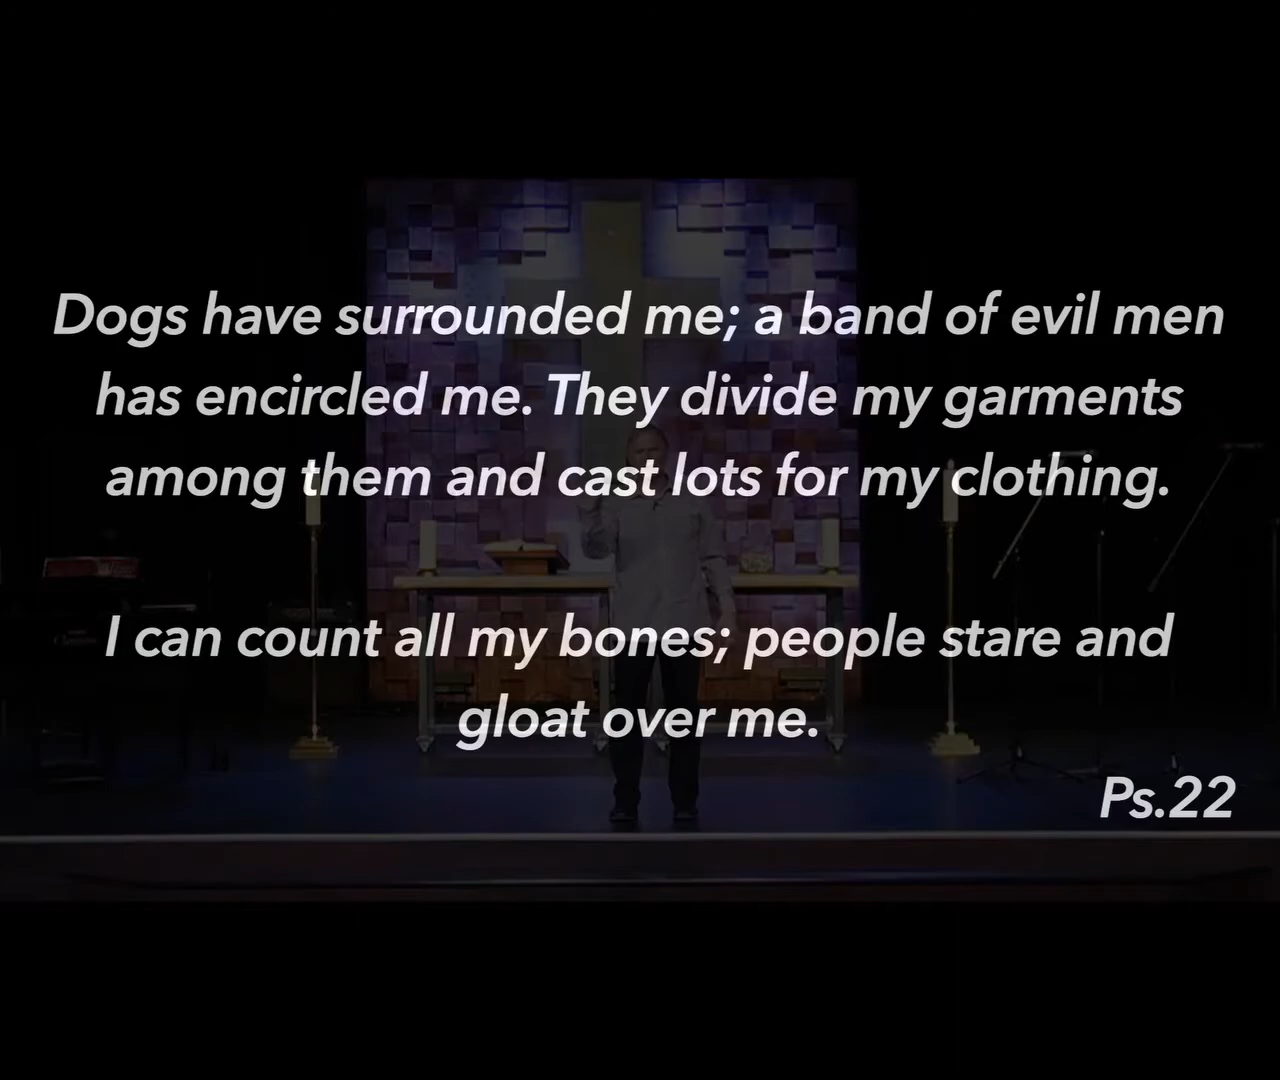 Dogs have surrounded me; a band of evil men
has encircled me. They divide my garments
among them and cast lots for my clothing.
I can count all my bones; people stare and
gloat over me.
Ps.22